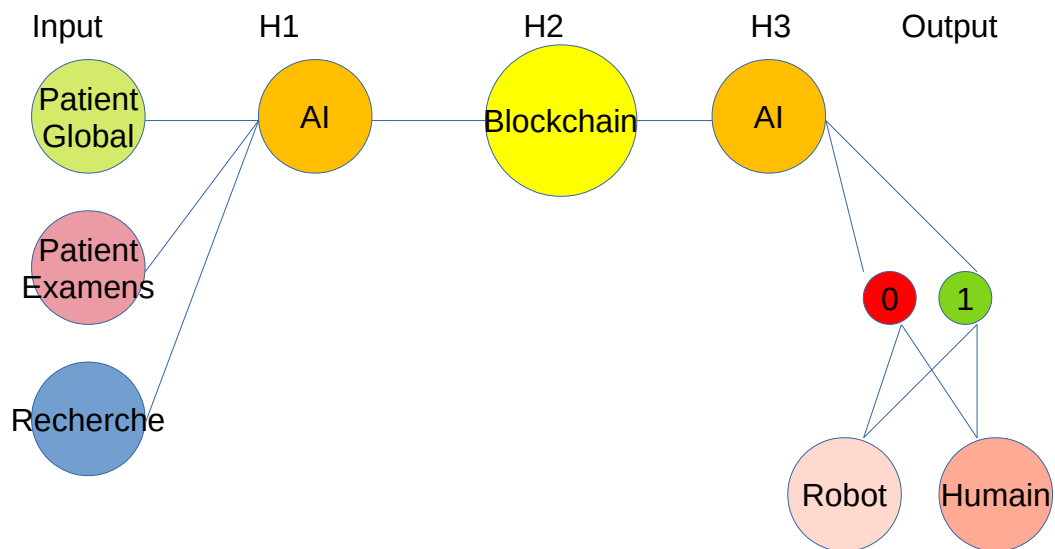 Input
H1
H2
H3
Output
Patient
Global
AI
Blockchain
AI
Patient
Examens
0
1
Recherche
Robot
Humain